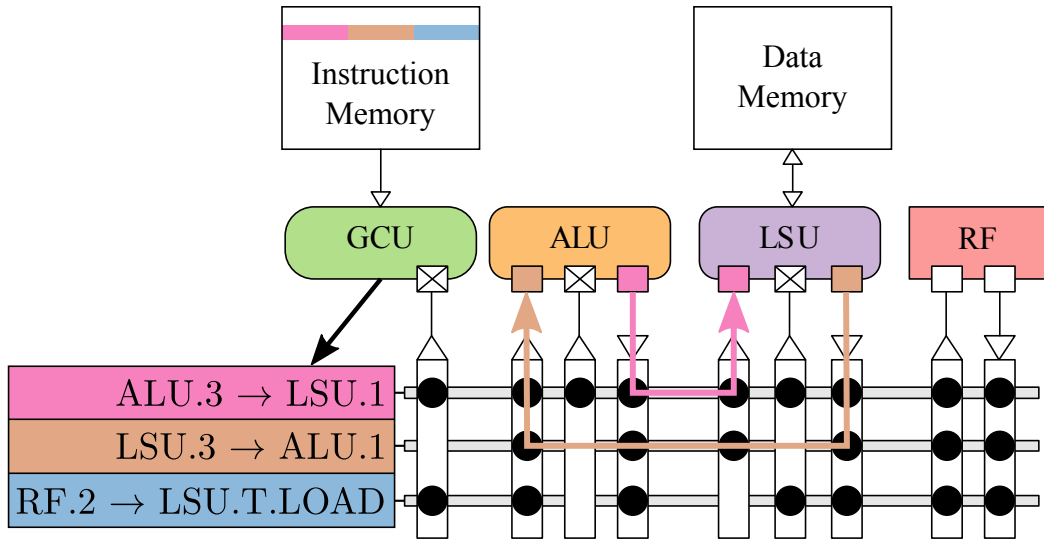 Instruction
Memory
Data
Memory
GCU
ALU
LSU
RF
ALU.3 → LSU.1
LSU.3 → ALU.1
RF.2 → LSU.T.LOAD